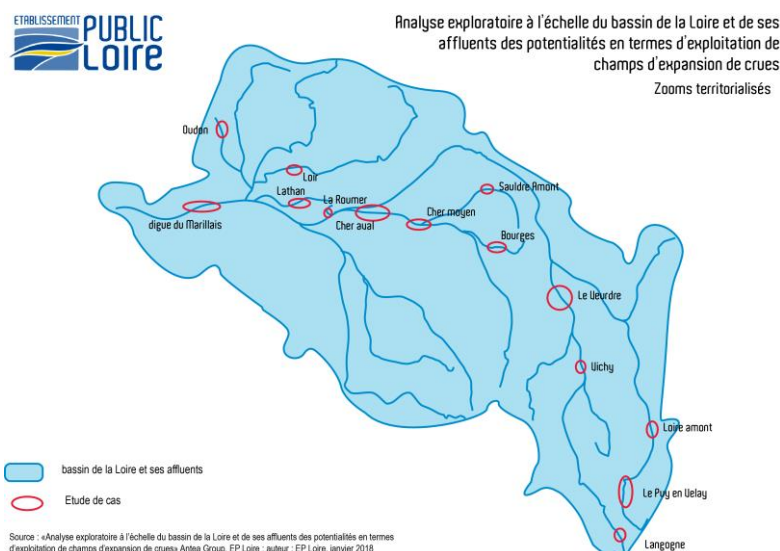 ETABLISSEMENT
PUBLIC
LOIRE
Analyse exploratoire à l'échelle du bassin de la Loire et de ses
affluents des potentialités en termes d'exploitation de
champs d'expansion de crues
Zooms territorialisés
Oudon
Loir
Lathan
La Roumer
Sauldre Amont
digue du Marillais
Cher aval
Cher moyen
Bourges
Le Veurdre
Vichy
Loire amont
Le Puy en Velay
Langogne
bassin de la Loire et ses affluents
Etude de cas
Source : «Analyse exploratoire à l'échelle du bassin de la Loire et de ses affluents des potentialités en termes
d'exploitation de champs d'expansion de crues» Antea Group, EP Loire ; auteur : EP Loire, janvier 2018